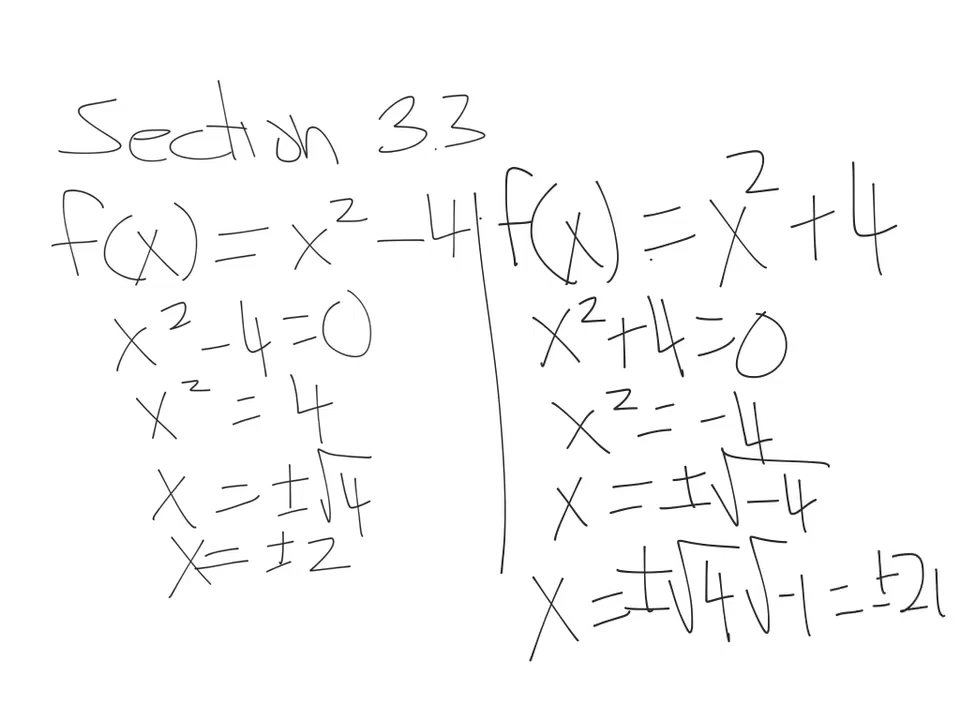 Section 3.3
f(x) = x² - 4
x² - 4 = 0
x² = 4
x = ±√4
x = ±2
f(x) = x² + 4
x² + 4 = 0
x² = -4
x = ±√-4
x = ±√4√-1 = ±2i